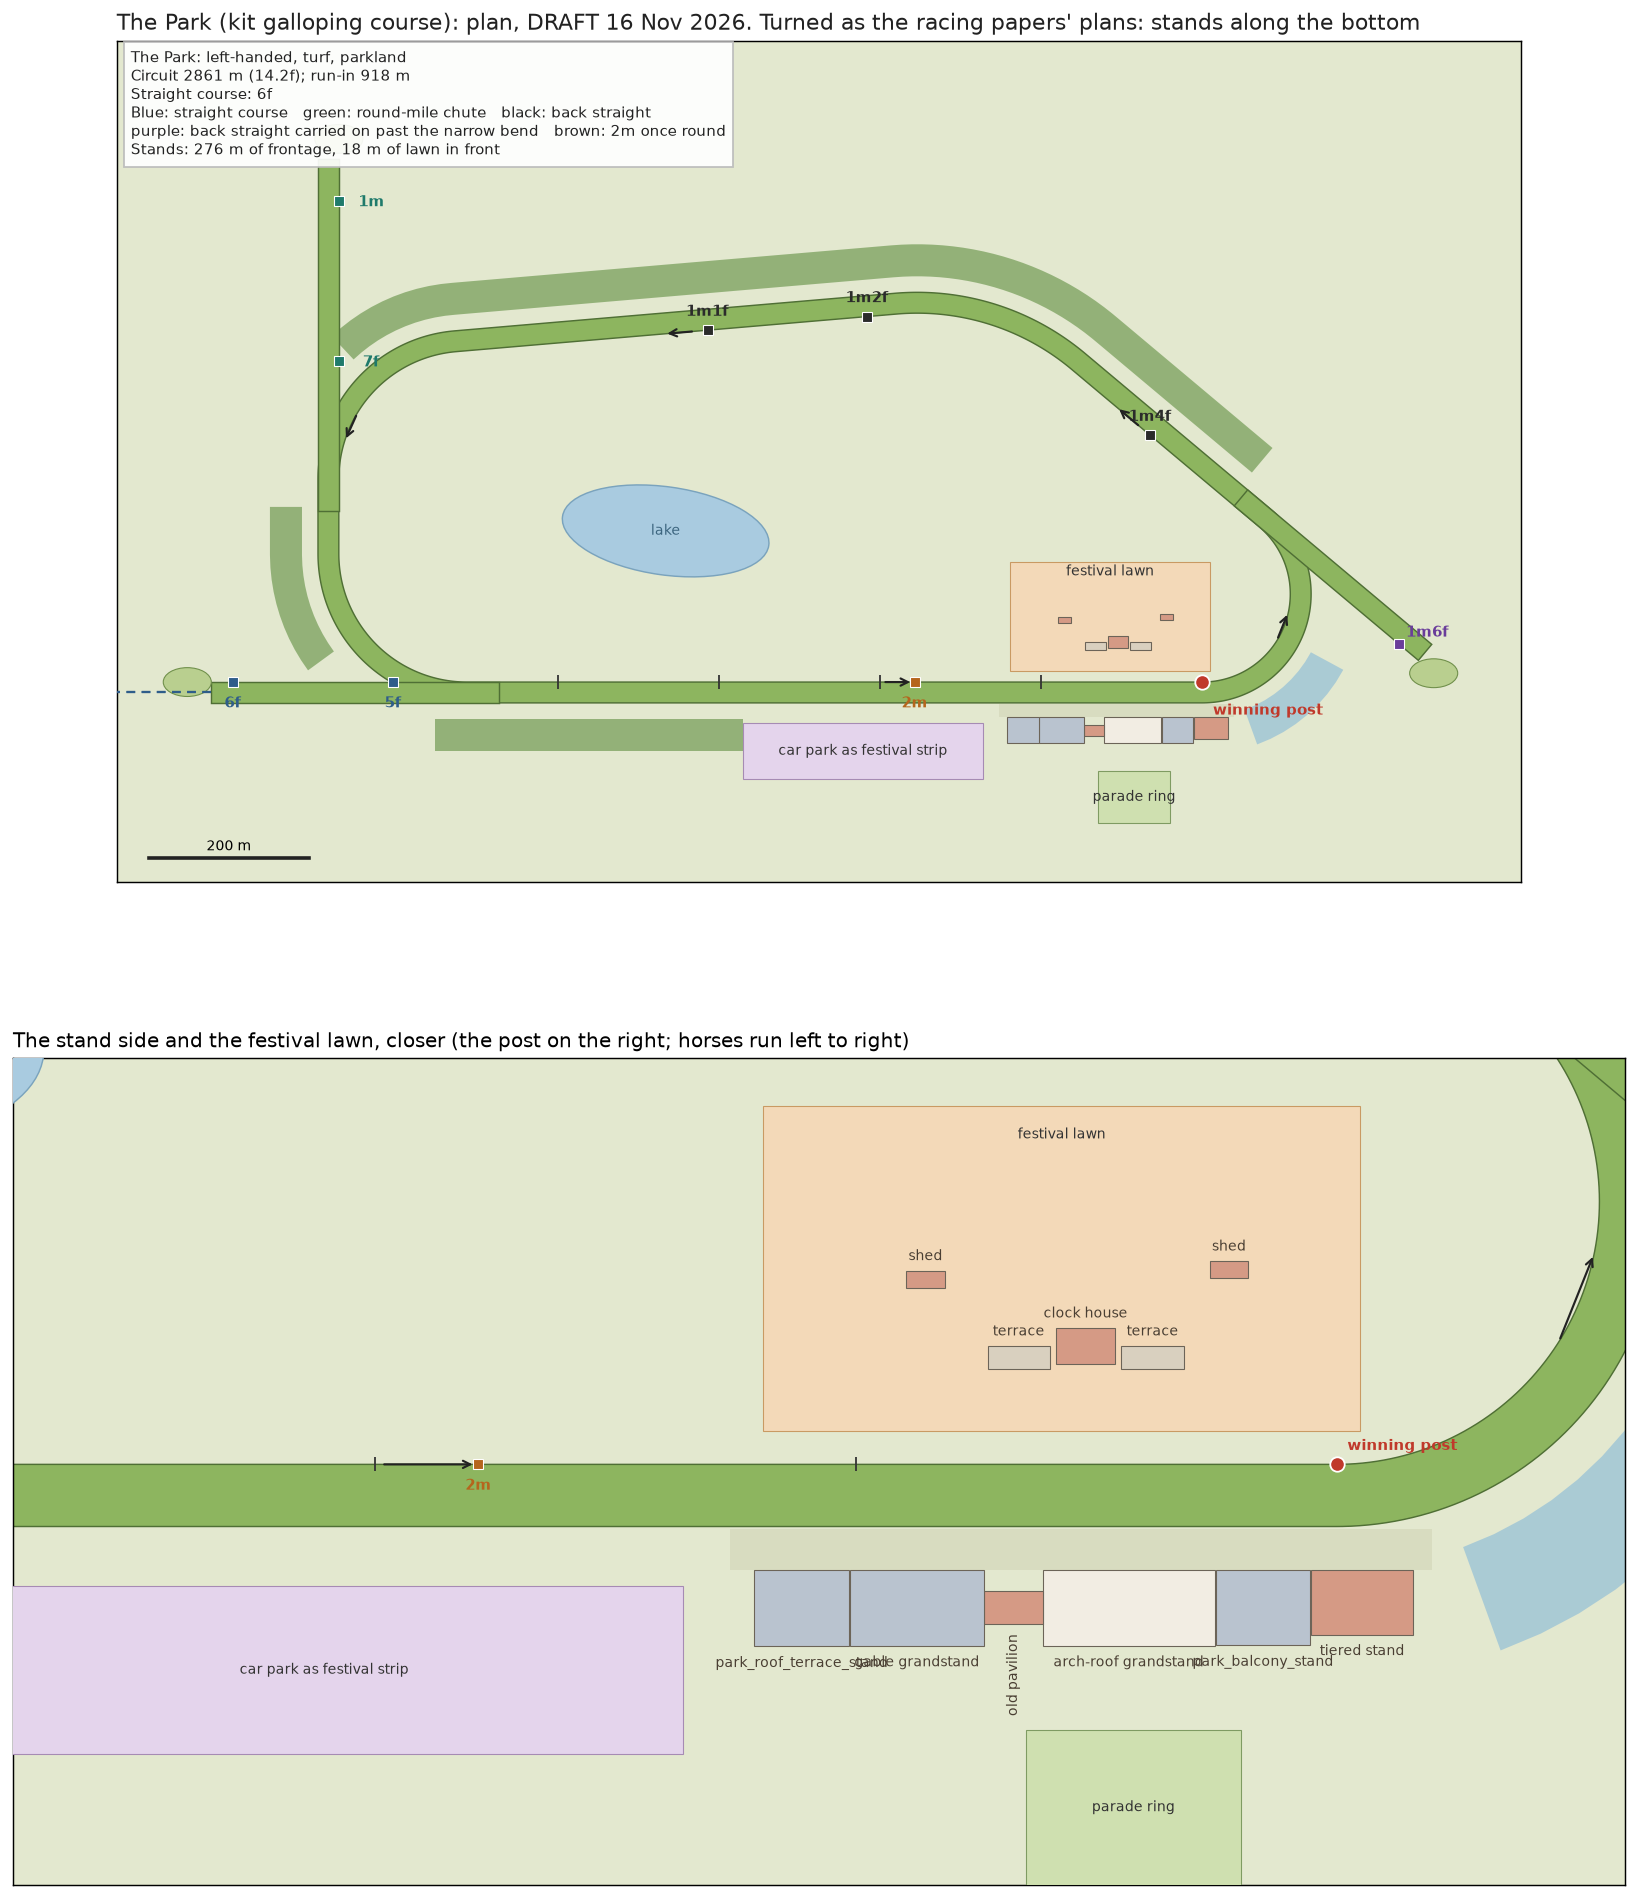 The Park (kit galloping course): plan, DRAFT 16 Nov 2026. Turned as the racing papers' plans: stands along the bottom
The Park: left-handed, turf, parkland
Circuit 2861 m (14.2f); run-in 918 m
Straight course: 6f
Blue: straight course green: round-mile chute black: back straight
purple: back straight carried on past the narrow bend brown: 2m once round
Stands: 276 m of frontage, 18 m of lawn in front
1m
1m2f
1m1f
7f
1m4f
lake
festival lawn
1m6f
6f
5f
2m
winning post
car park as festival strip
parade ring
200 m
The stand side and the festival lawn, closer (the post on the right; horses run left to right)
festival lawn
shed
shed
clock house
terrace
terrace
winning post
2m
tiered stand
park_roof_terrace_stand
gable grandstand
arch-roof grandstand
park_balcony_stand
old pavilion
car park as festival strip
parade ring